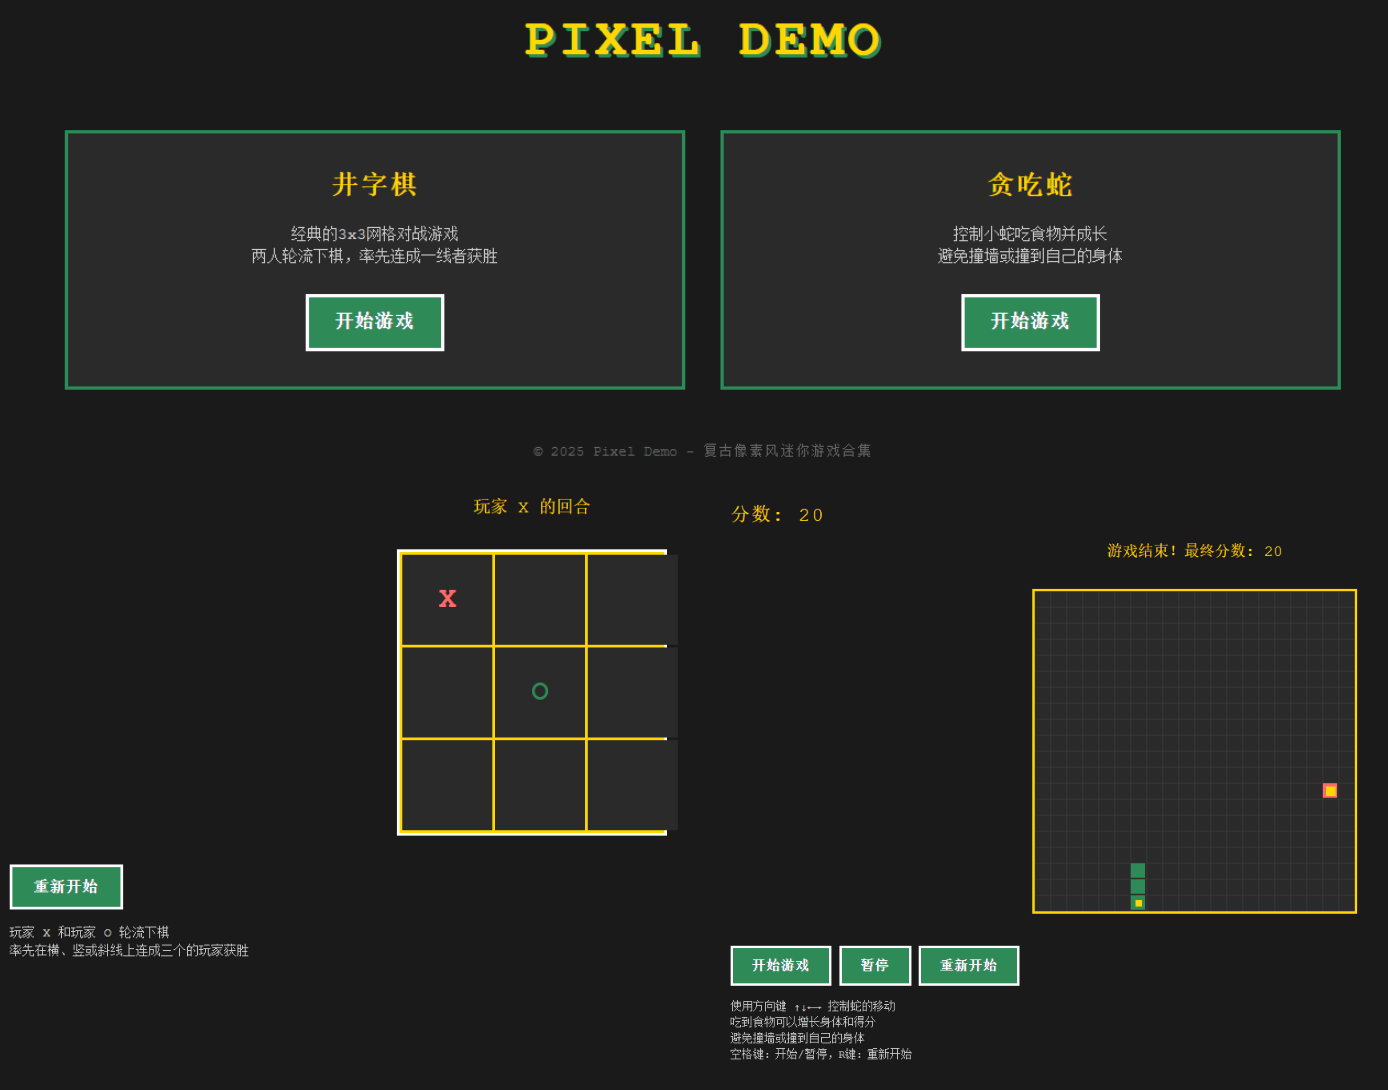 PIXEL DEMO
井字棋
经典的3x3网格对战游戏
两人轮流下棋，率先连成一线者获胜
开始游戏
贪吃蛇
控制小蛇吃食物并成长
避免撞墙或撞到自己的身体
开始游戏
© 2025 Pixel Demo - 复古像素风迷你游戏合集
玩家 X 的回合
X
O
重新开始
玩家 X 和玩家 O 轮流下棋
率先在横、竖或斜线上连成三个的玩家获胜
分数: 20
游戏结束! 最终分数: 20
开始游戏
暂停
重新开始
使用方向键 ↑↓←→ 控制蛇的移动
吃到食物可以增长身体和得分
避免撞墙或撞到自己的身体
空格键: 开始/暂停, R键: 重新开始